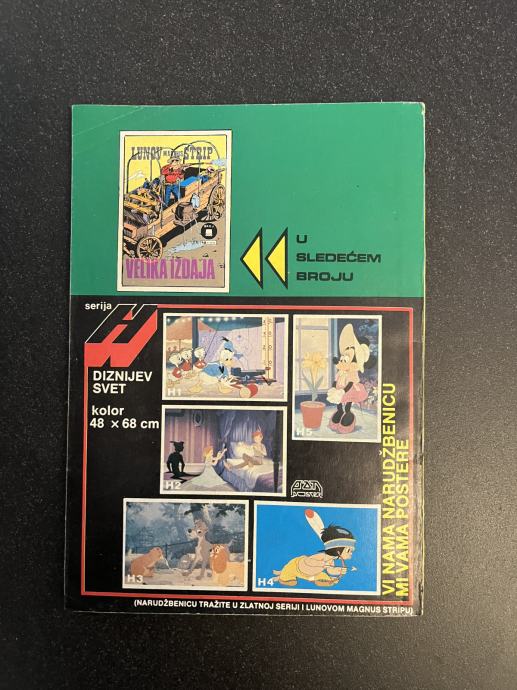 LUNOV MAGNUS STRIP
VELIKA IZDAJA
U
SLEDEĆEM
BROJU
serija
H
DIZNIJEV
SVET
kolor
48 x 68 cm
H1
H5
H2
H3
H4
VI NAMA NARUDŽBENICU
MI VAMA POSTERE
(NARUDŽBENICU TRAŽITE U ZLATNOJ SERIJI I LUNOVOM MAGNUS STRIPU)